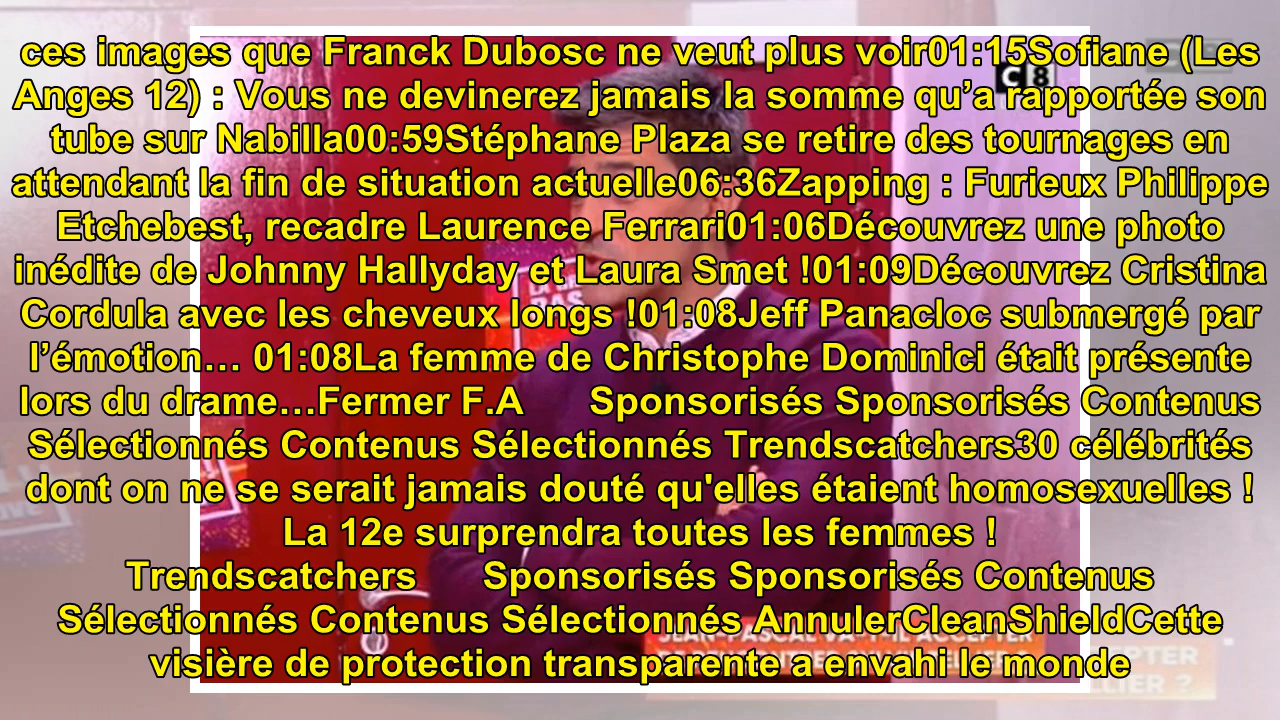 ces images que Franck Dubosc ne veut plus voir01:15Sofiane (Les
Anges 12) : Vous ne devinerez jamais la somme qu’a rapportée son
tube sur Nabilla00:59Stéphane Plaza se retire des tournages en
attendant la fin de situation actuelle06:36Zapping : Furieux Philippe
Etchebest, recadre Laurence Ferrari01:06Découvrez une photo
inédite de Johnny Hallyday et Laura Smet !01:09Découvrez Cristina
Cordula avec les cheveux longs !01:08Jeff Panacloc submergé par
l’émotion… 01:08La femme de Christophe Dominici était présente
lors du drame…Fermer F.A Sponsorisés Sponsorisés Contenus
Sélectionnés Contenus Sélectionnés Trendscatchers30 célébrités
dont on ne se serait jamais douté qu'elles étaient homosexuelles !
La 12e surprendra toutes les femmes !
Trendscatchers Sponsorisés Sponsorisés Contenus
Sélectionnés Contenus Sélectionnés AnnulerCleanShieldCette
visière de protection transparente a envahi le monde
C8
JEAN-PASCAL VA-T-IL ACCEPTER